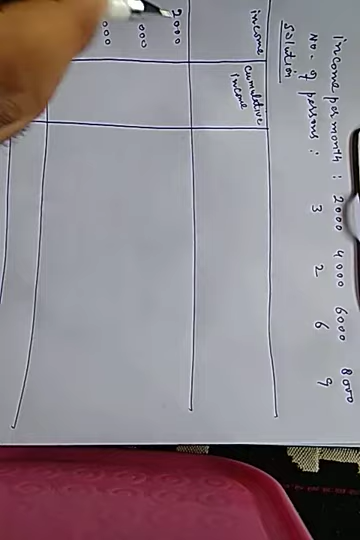 income per month : 2000 4000 6000 8000
No. of persons : 3 2 6 9
Solution
income
cumulative income
2000
000
000